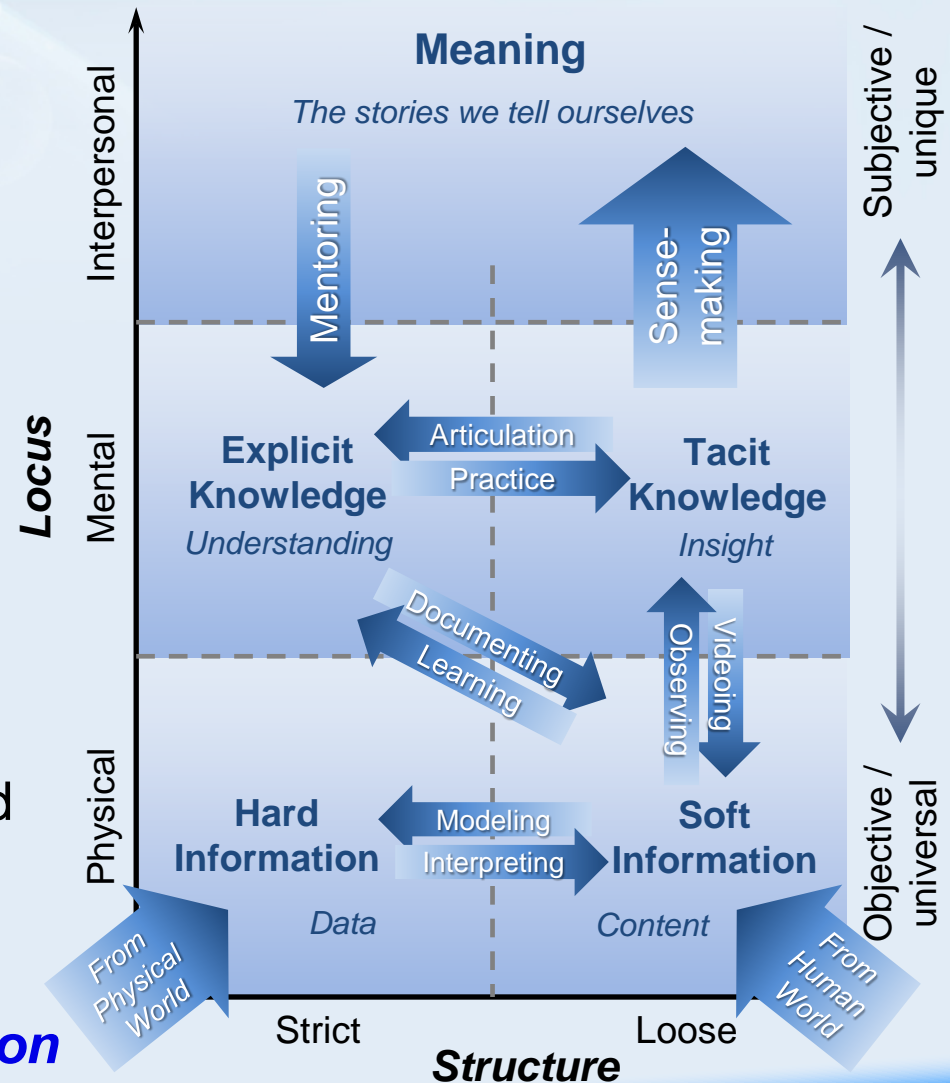 Meaning
The stories we tell ourselves
Interpersonal
Mentoring
Sense-
making
Subjective /
unique
Locus
Mental
Explicit
Knowledge
Understanding
Articulation
Practice
Tacit
Knowledge
Insight
Documenting
Learning
Observing
Videoing
Physical
Hard
Information
Data
Modeling
Interpreting
Soft
Information
Content
Objective /
universal
From
Physical
World
From
Human
World
Strict
Loose
Structure
d
on